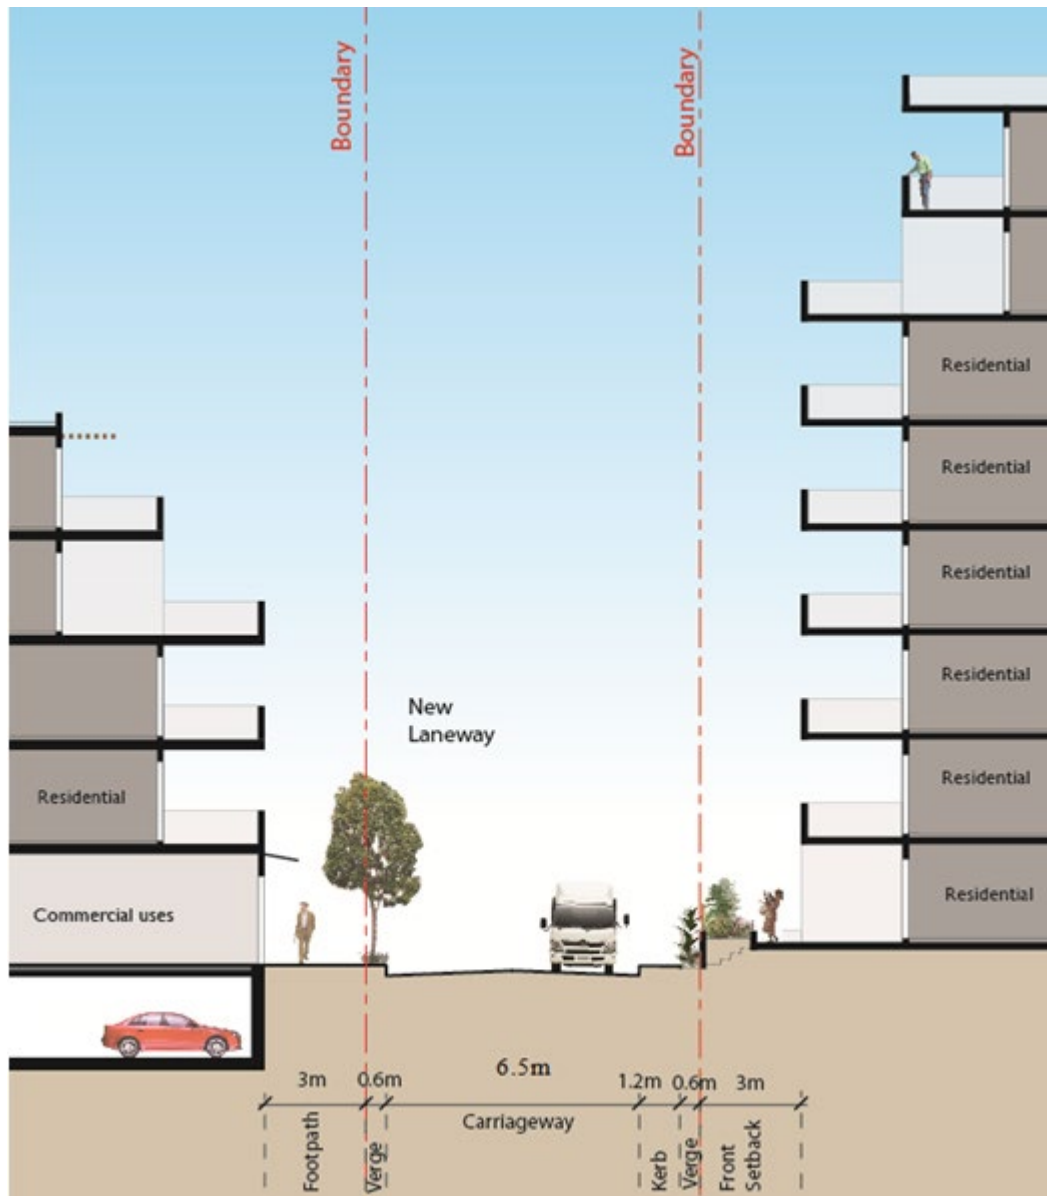 Boundary
Boundary
Residential
Residential
Residential
Residential
New
Laneway
Residential
Residential
Residential
Commercial uses
3m
0.6m
6.5m
1.2m
0.6m
3m
Footpath
Verge
Carriageway
Kerb
Verge
Front
Setback